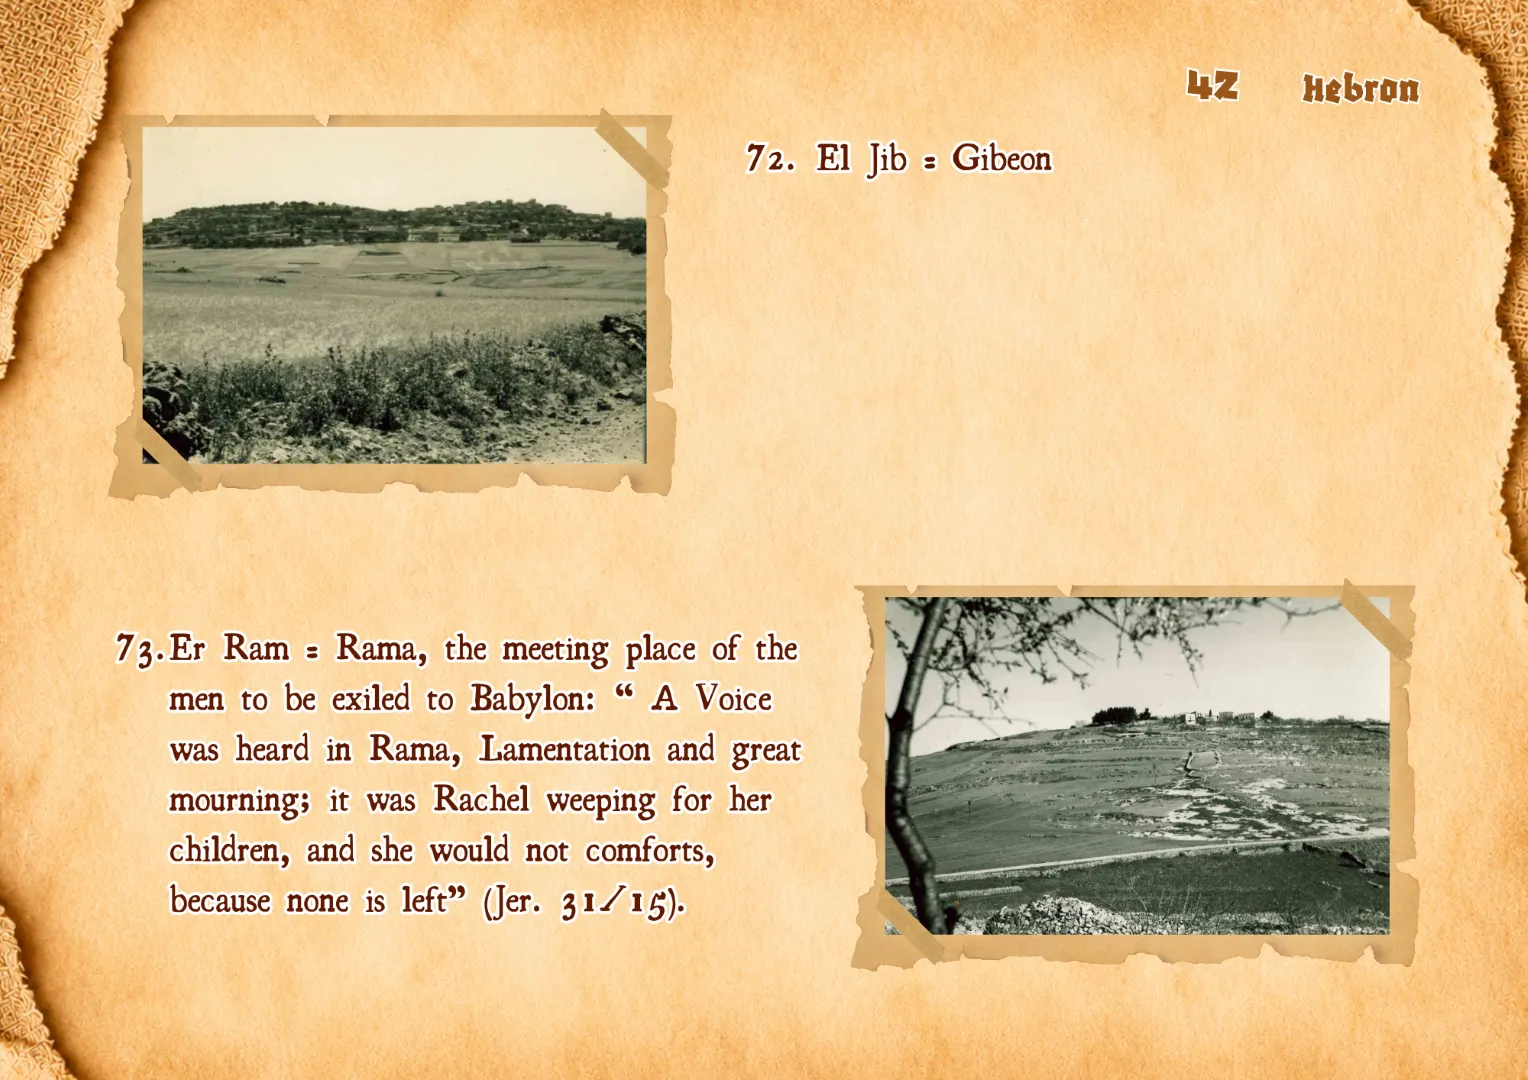 42 Hebron
72. El Jib = Gibeon
73. Er Ram = Rama, the meeting place of the
men to be exiled to Babylon: “ A Voice
was heard in Rama, Lamentation and great
mourning; it was Rachel weeping for her
children, and she would not comforts,
because none is left” (Jer. 31/15).